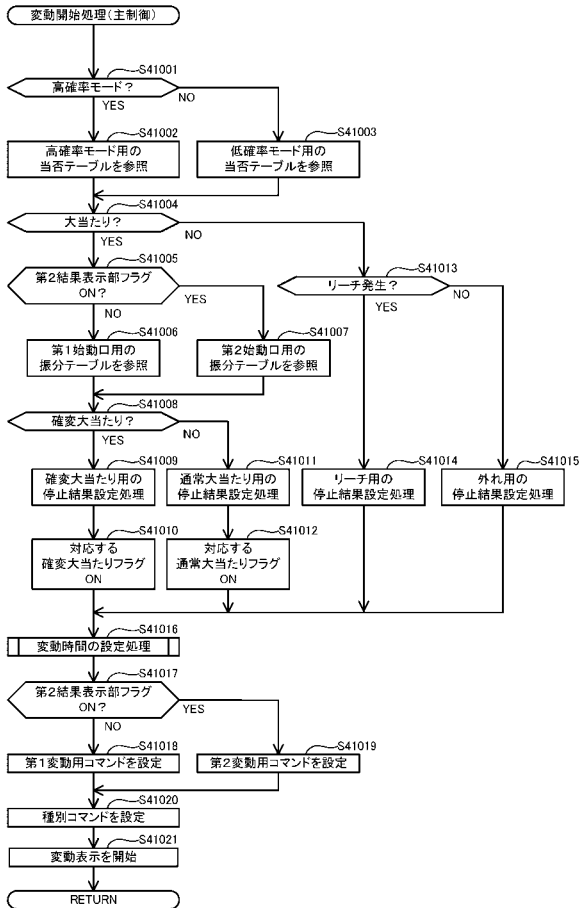 変動開始処理(主制御)
S41001
高確率モード?
YES
NO
S41002
高確率モード用の
当否テーブルを参照
S41003
低確率モード用の
当否テーブルを参照
S41004
大当たり?
YES
NO
S41005
第2結果表示部フラグ
ON?
YES
NO
S41013
リーチ発生?
YES
NO
S41006
第1始動口用の
振分テーブルを参照
S41007
第2始動口用の
振分テーブルを参照
S41008
確変大当たり?
YES
NO
S41009
確変大当たり用の
停止結果設定処理
S41011
通常大当たり用の
停止結果設定処理
S41014
リーチ用の
停止結果設定処理
S41015
外れ用の
停止結果設定処理
S41010
対応する
確変大当たりフラグ
ON
S41012
対応する
通常大当たりフラグ
ON
S41016
変動時間の設定処理
S41017
第2結果表示部フラグ
ON?
YES
NO
S41018
第1変動用コマンドを設定
S41019
第2変動用コマンドを設定
S41020
種別コマンドを設定
S41021
変動表示を開始
RETURN